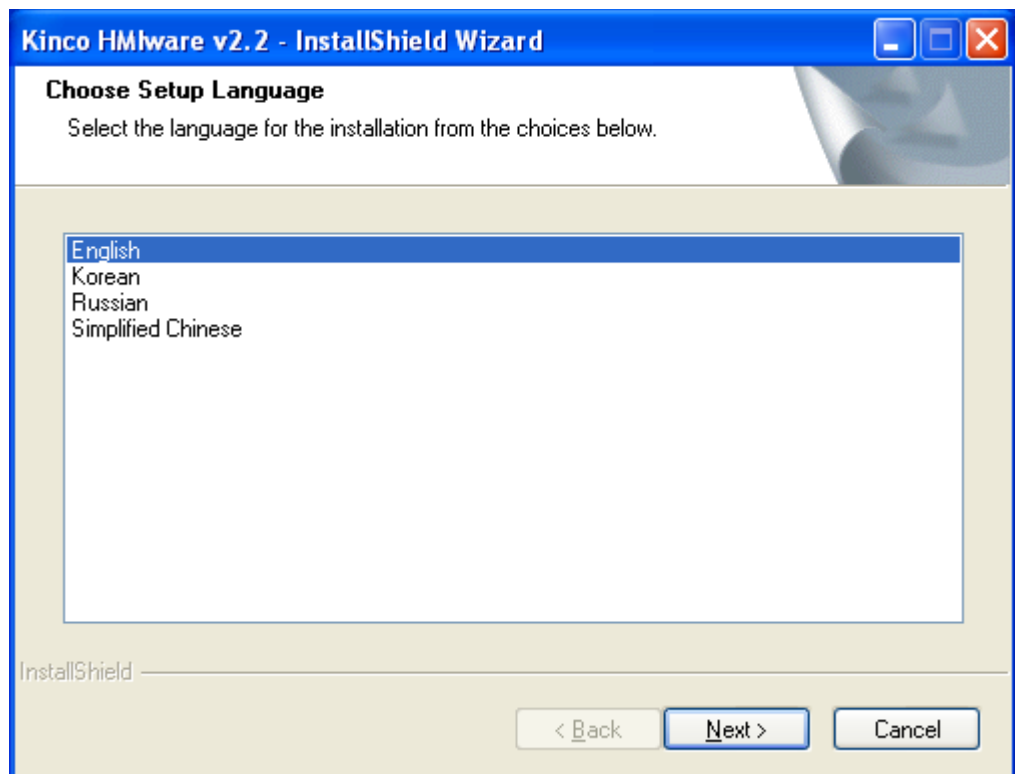 Kinco HMIware v2.2 - InstallShield Wizard
Choose Setup Language
Select the language for the installation from the choices below.
English
Korean
Russian
Simplified Chinese
InstallShield
< Back
Next >
Cancel